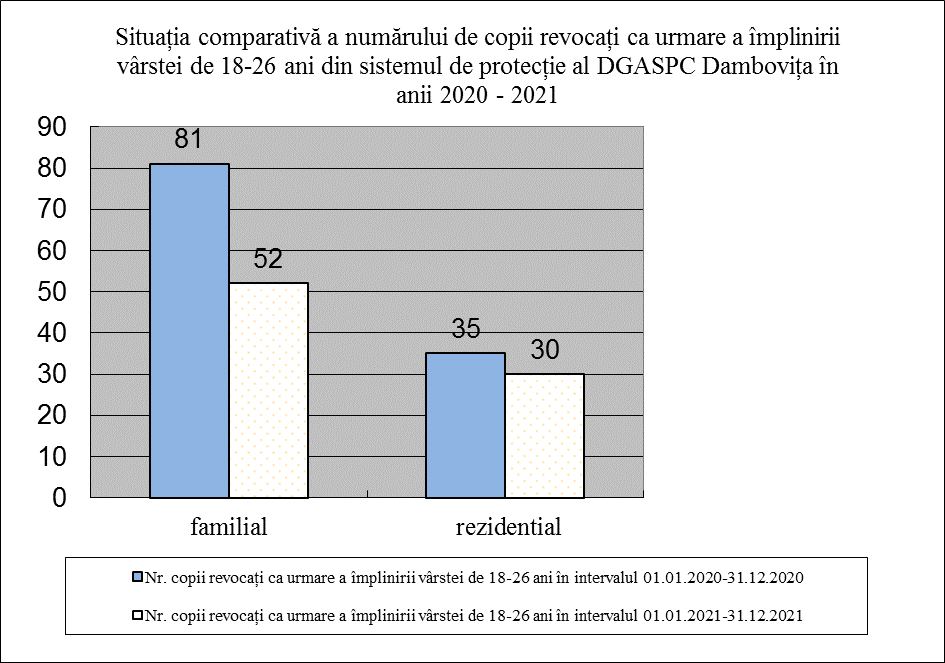 Situația comparativă a numărului de copii revocați ca urmare a împlinirii
vârstei de 18-26 ani din sistemul de protecție al DGASPC Dambovița în
anii 2020 - 2021
90
80
70
60
50
40
30
20
10
0
81
52
35
30
familial
rezidential
Nr. copii revocați ca urmare a împlinirii vârstei de 18-26 ani în intervalul 01.01.2020-31.12.2020
Nr. copii revocați ca urmare a împlinirii vârstei de 18-26 ani în intervalul 01.01.2021-31.12.2021